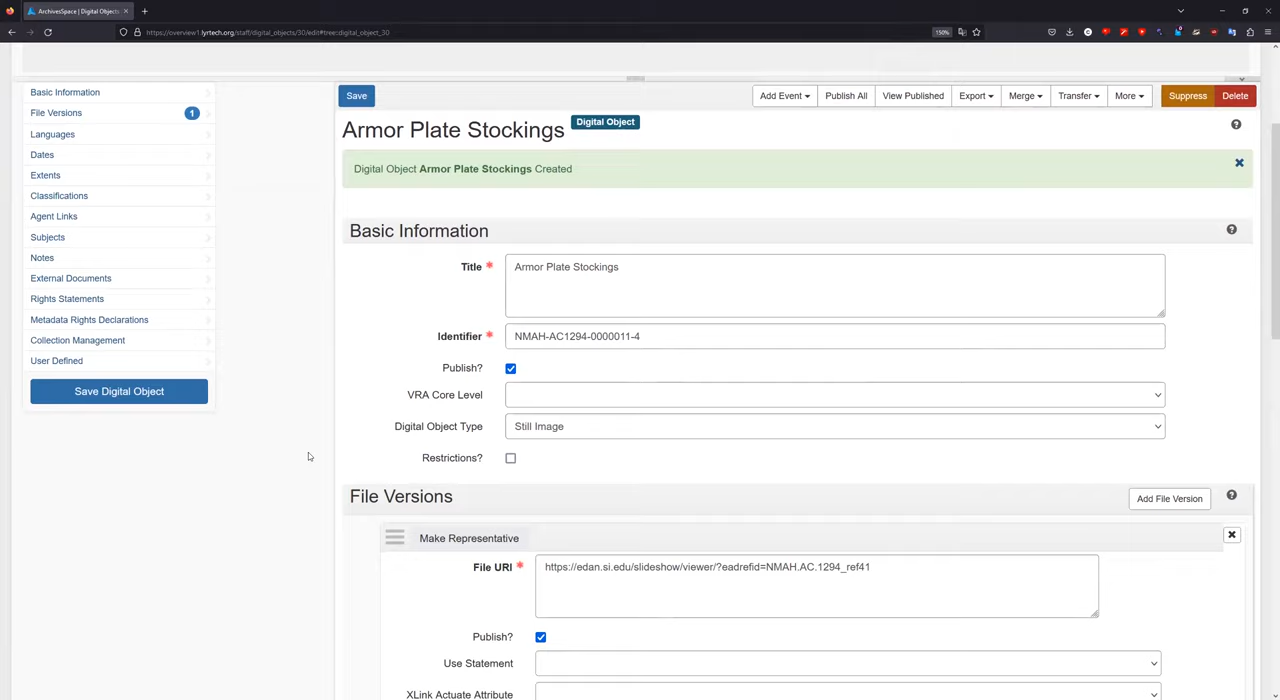 ArchivesSpace | Digital Objects
https://overview1.lyrtech.org/staff/digital_objects/30/edit#tree::digital_object_30
150%
Basic Information
File Versions 1
Languages
Dates
Extents
Classifications
Agent Links
Subjects
Notes
External Documents
Rights Statements
Metadata Rights Declarations
Collection Management
User Defined
Save Digital Object
Save
Add Event Publish All View Published Export Merge Transfer More Suppress Delete
Armor Plate Stockings Digital Object
Digital Object Armor Plate Stockings Created
Basic Information
Title * Armor Plate Stockings
Identifier * NMAH-AC1294-0000011-4
Publish?
VRA Core Level
Digital Object Type Still Image
Restrictions?
File Versions Add File Version
Make Representative
File URI * https://edan.si.edu/slideshow/viewer/?eadrefid=NMAH.AC.1294_ref41
Publish?
Use Statement
XLink Actuate Attribute